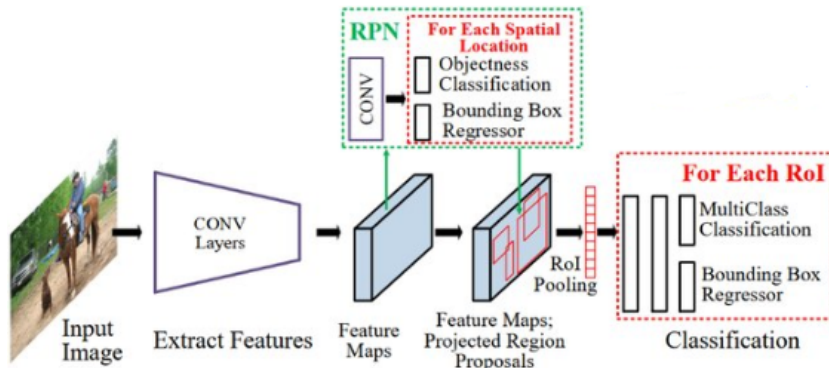 RPN
For Each Spatial
Location
CONV
Objectness
Classification
Bounding Box
Regressor
CONV
Layers
For Each RoI
MultiClass
Classification
Bounding Box
Regressor
RoI
Pooling
Input
Image
Extract Features
Feature
Maps
Feature Maps;
Projected Region
Proposals
Classification